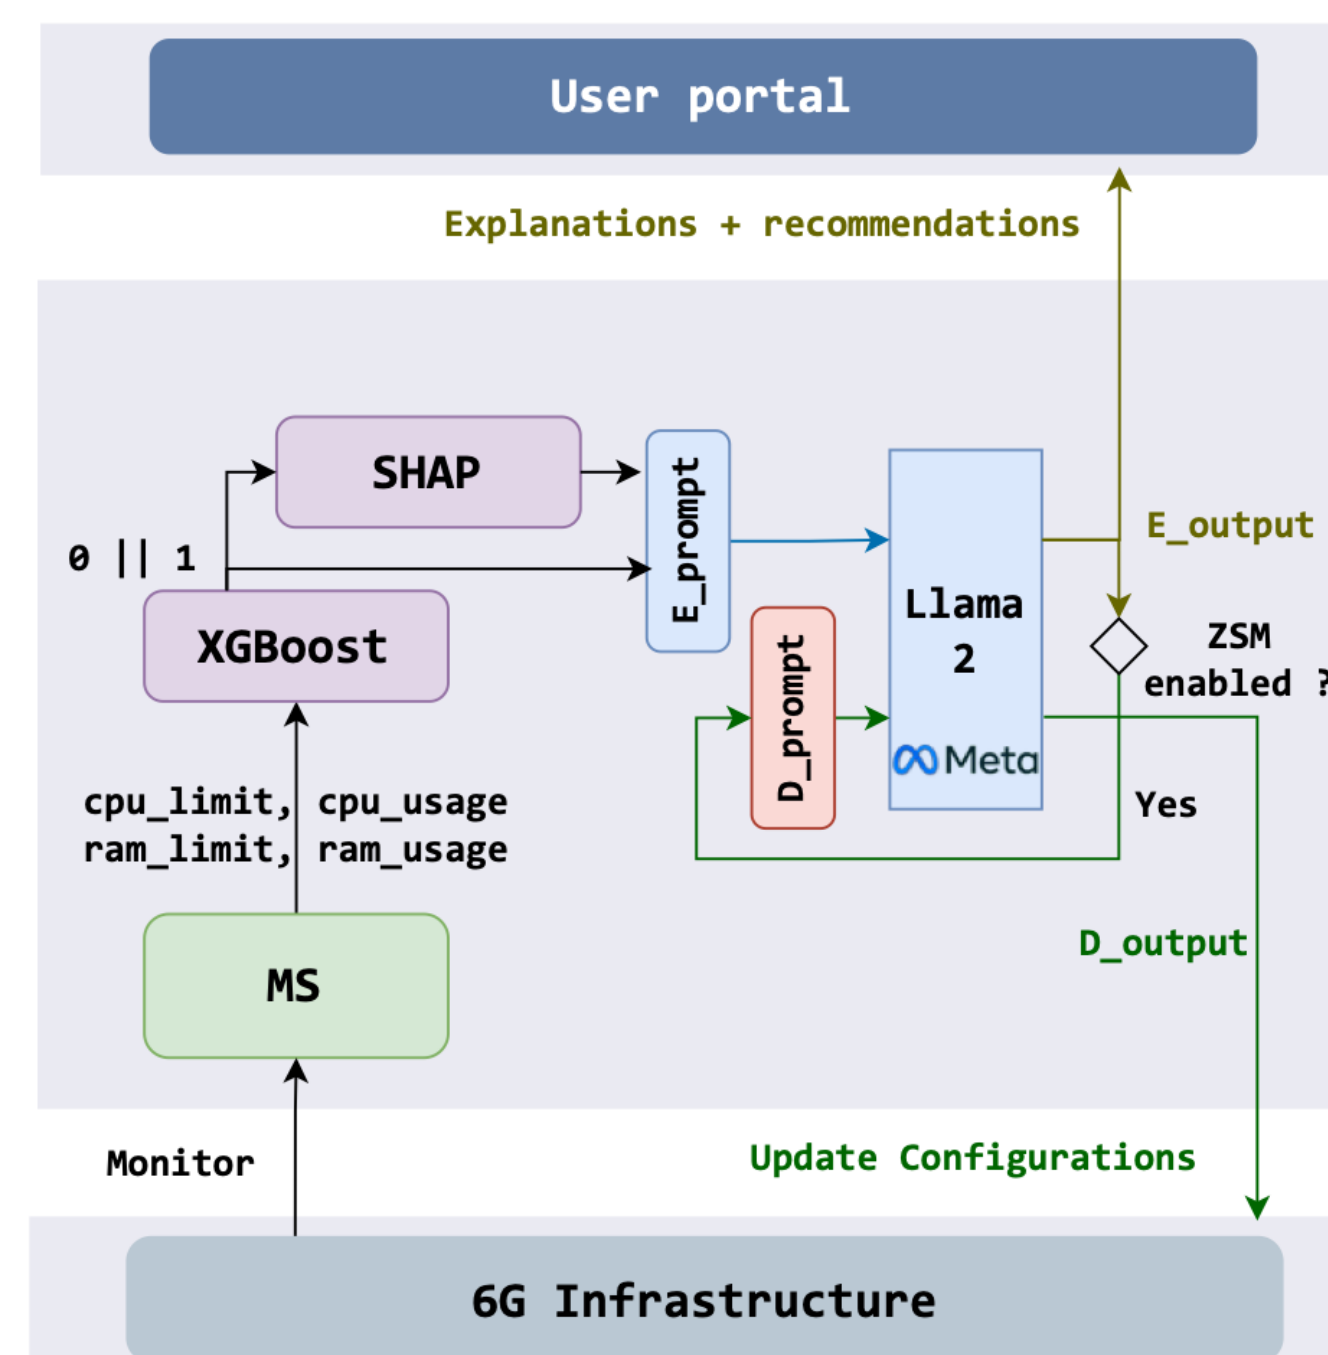 User portal
Explanations + recommendations
SHAP
E_prompt
E_output
0 || 1
Llama
2
ZSM
enabled ?
XGBoost
D_prompt
Meta
cpu_limit, cpu_usage
ram_limit, ram_usage
Yes
D_output
MS
Monitor
Update Configurations
6G Infrastructure